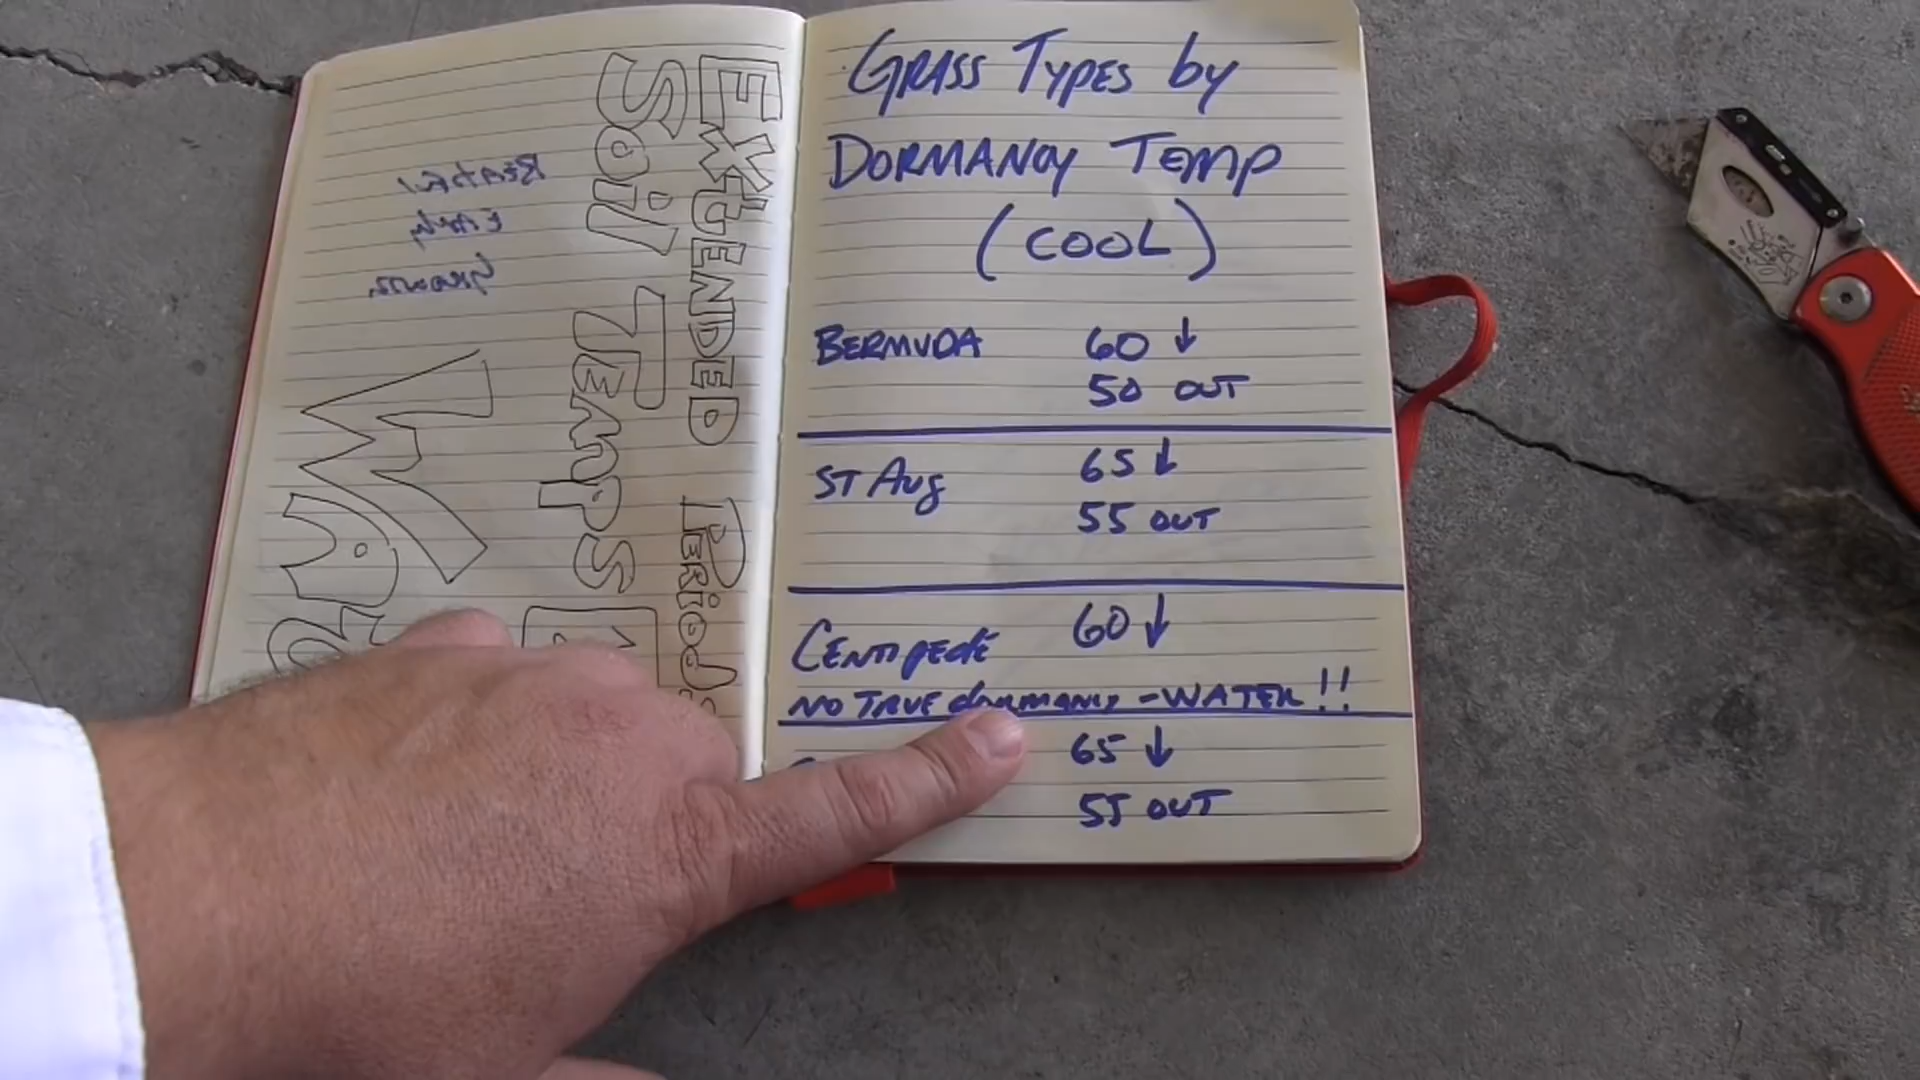 EXtENDED PERioD
Soil TEmPS
GRASS TYPES by
DORMANCY TEMP
(COOL)
BERMUDA 60 ↓
50 OUT
ST Aug 65 ↓
55 OUT
CENTIPEDE 60 ↓
NO TRUE dormancy - WATER!!
65 ↓
55 OUT